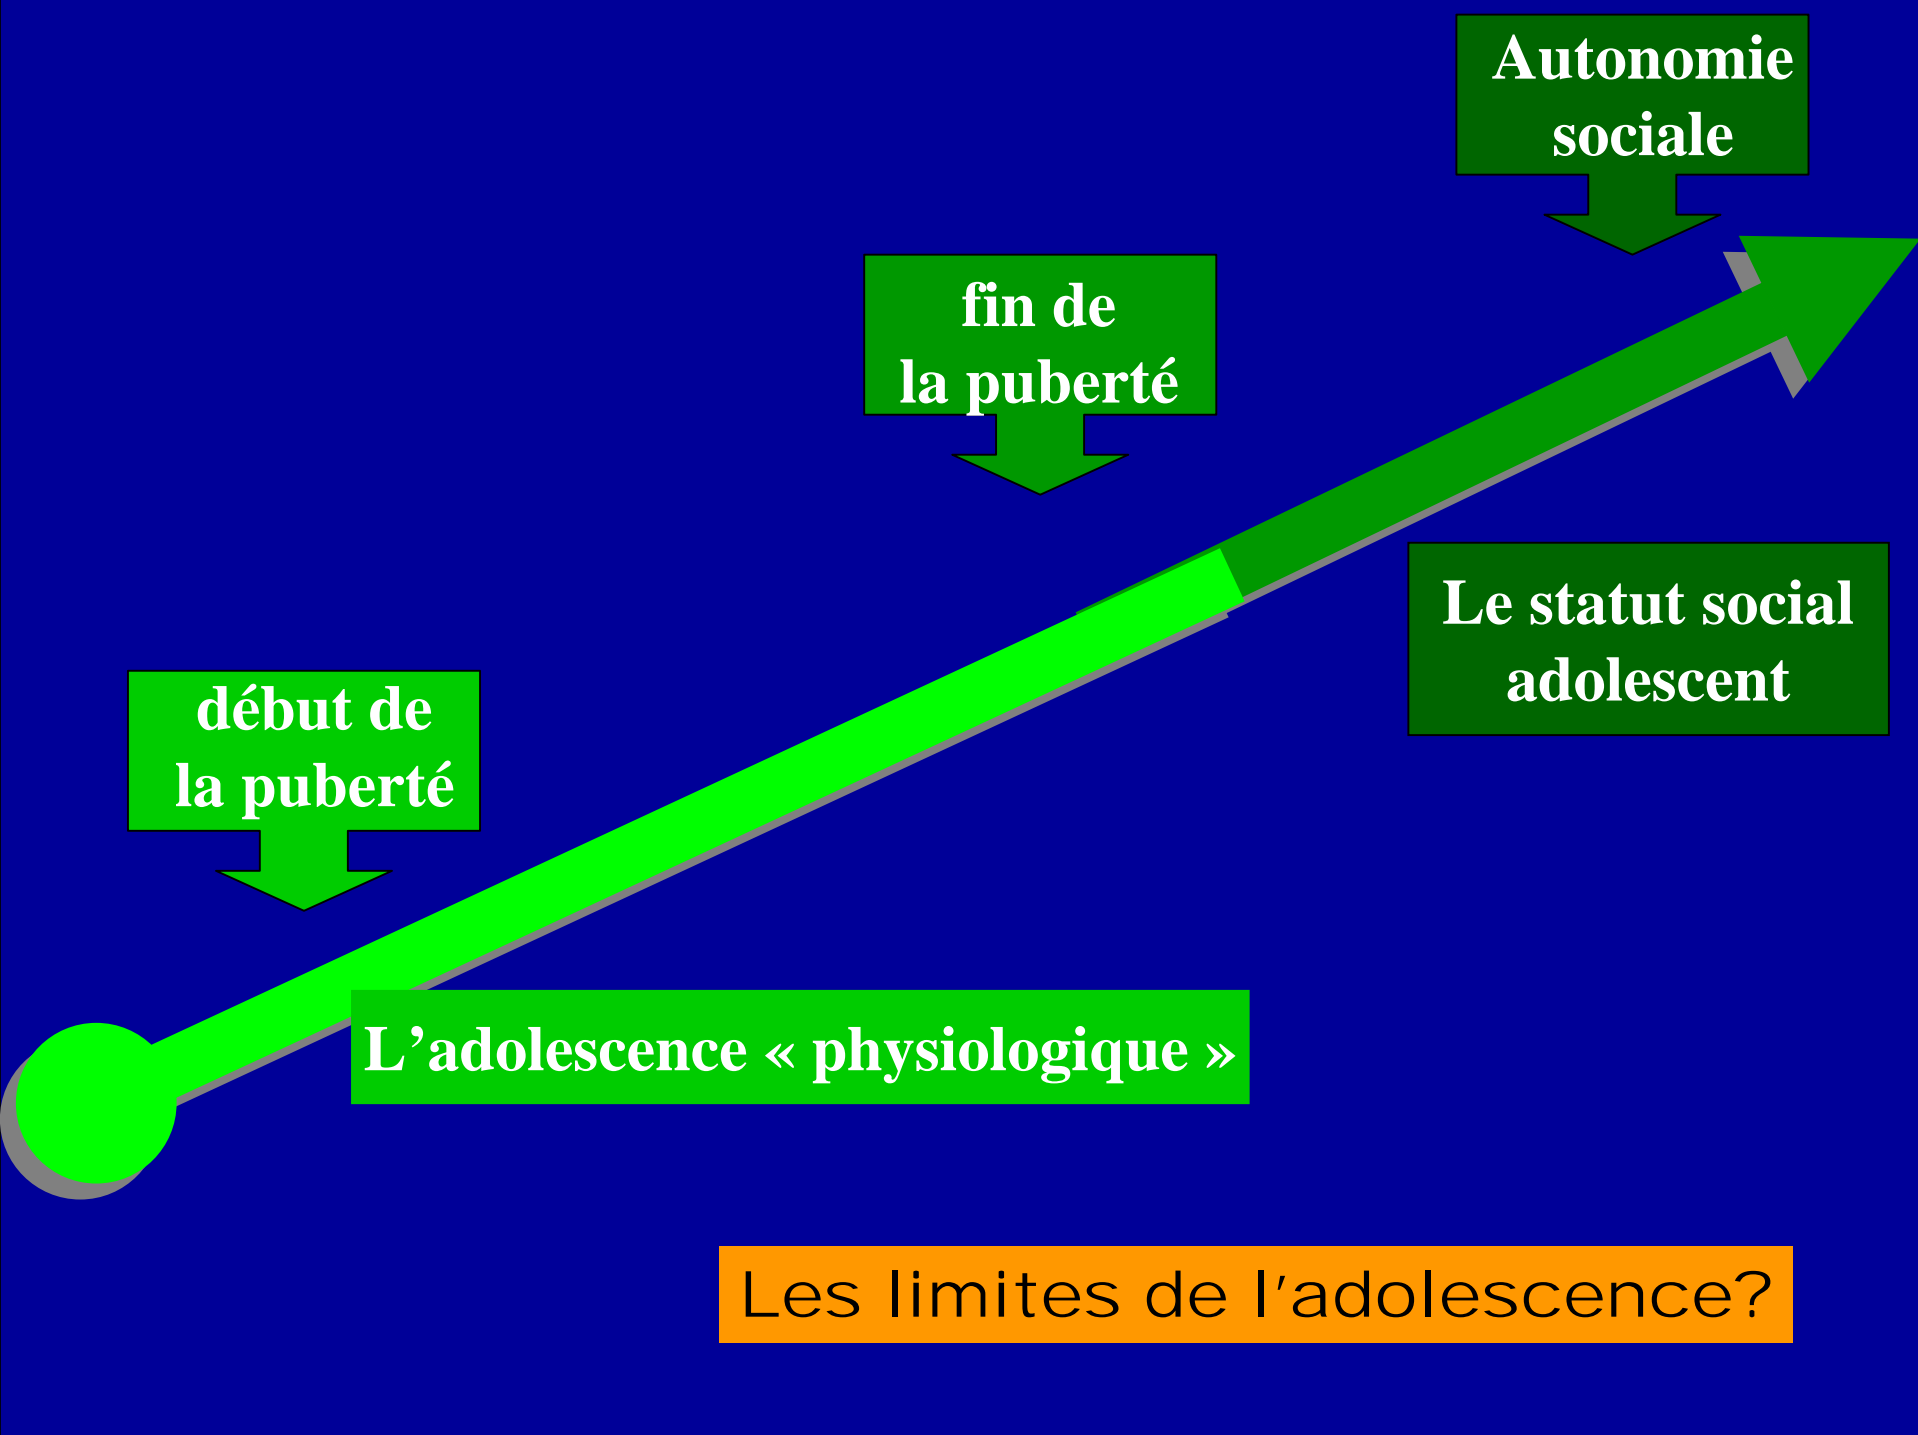 Autonomie
sociale
fin de
la puberté
Le statut social
adolescent
début de
la puberté
L’adolescence « physiologique »
Les limites de l’adolescence?